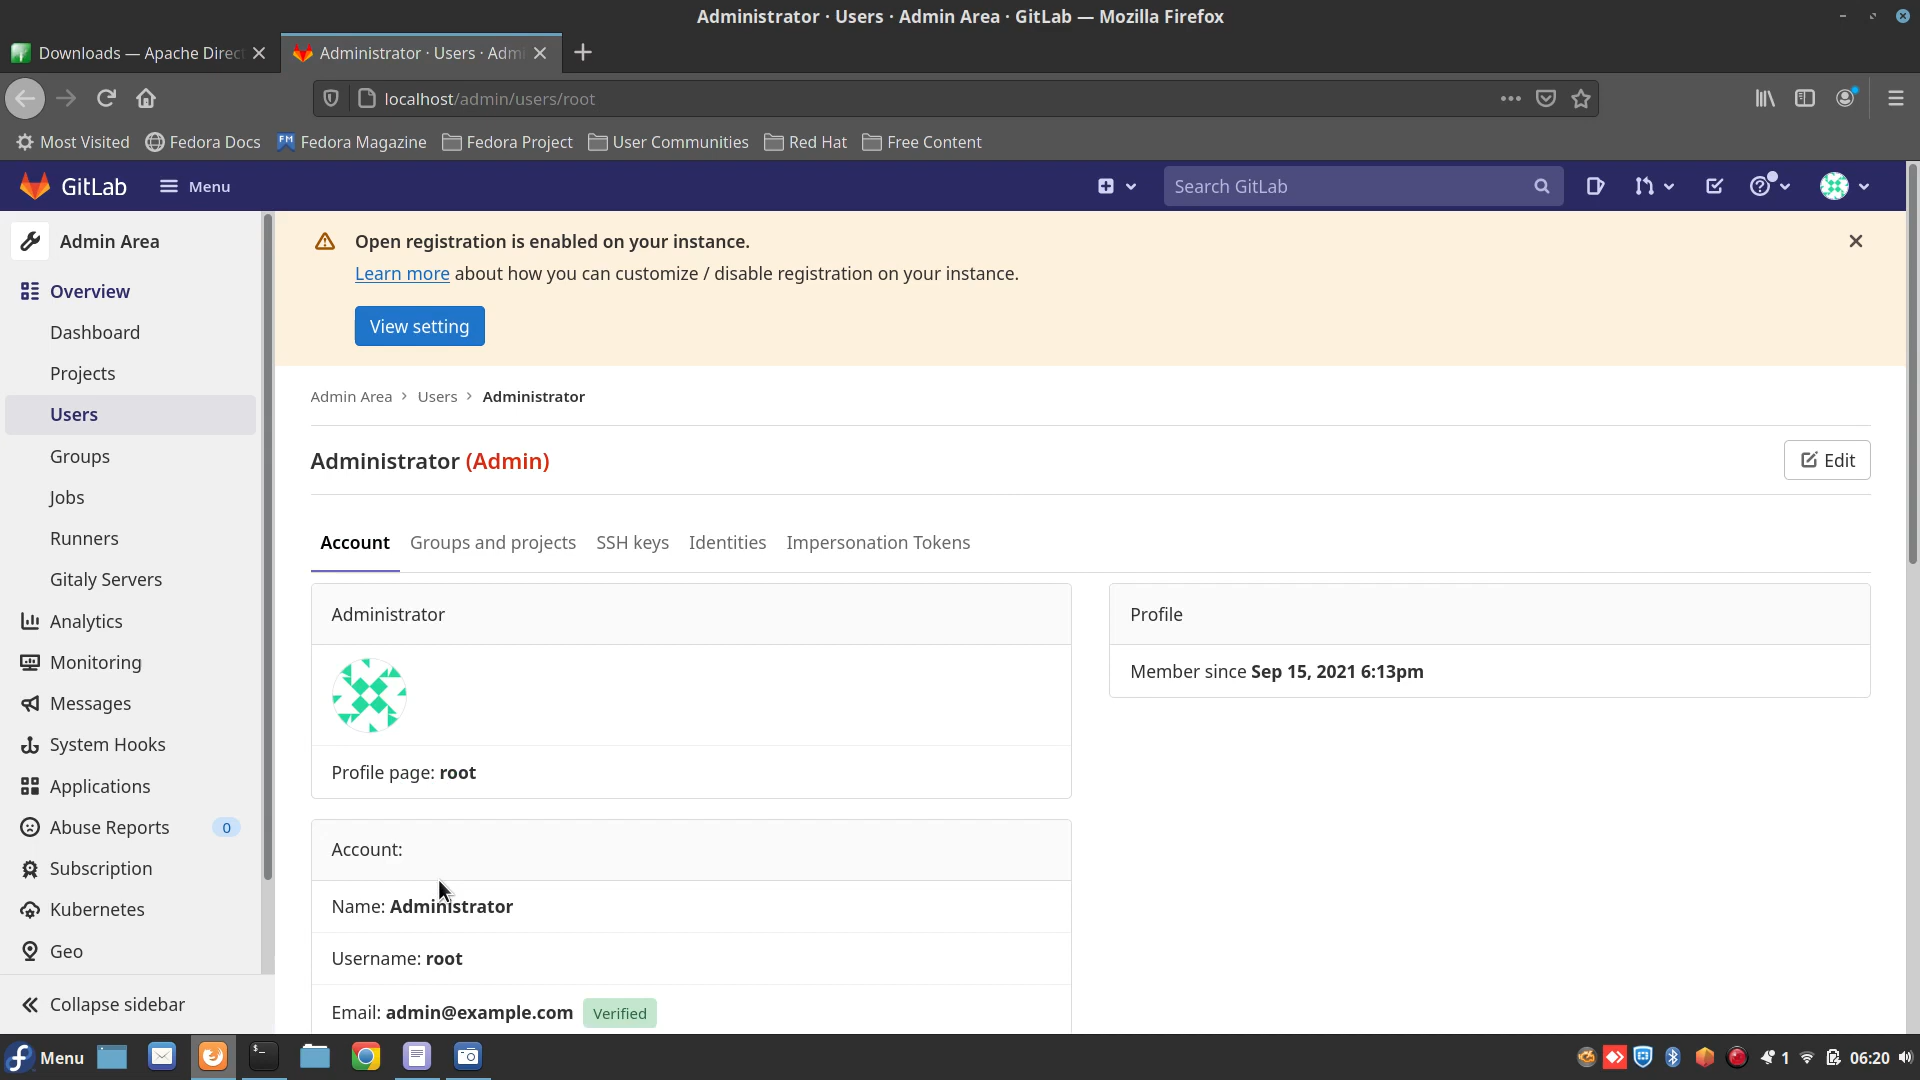 Administrator · Users · Admin Area · GitLab — Mozilla Firefox
Downloads — Apache Direct
Administrator · Users · Adm
localhost/admin/users/root
Most Visited
Fedora Docs
FM Fedora Magazine
Fedora Project
User Communities
Red Hat
Free Content
GitLab
Menu
Search GitLab
Admin Area
Overview
Dashboard
Projects
Users
Groups
Jobs
Runners
Gitaly Servers
Analytics
Monitoring
Messages
System Hooks
Applications
Abuse Reports 0
Subscription
Kubernetes
Geo
Collapse sidebar
Open registration is enabled on your instance.
Learn more about how you can customize / disable registration on your instance.
View setting
Admin Area > Users > Administrator
Administrator (Admin)
Edit
Account
Groups and projects
SSH keys
Identities
Impersonation Tokens
Administrator
Profile page: root
Account:
Name: Administrator
Username: root
Email: admin@example.com Verified
Profile
Member since Sep 15, 2021 6:13pm
Menu
1
06:20